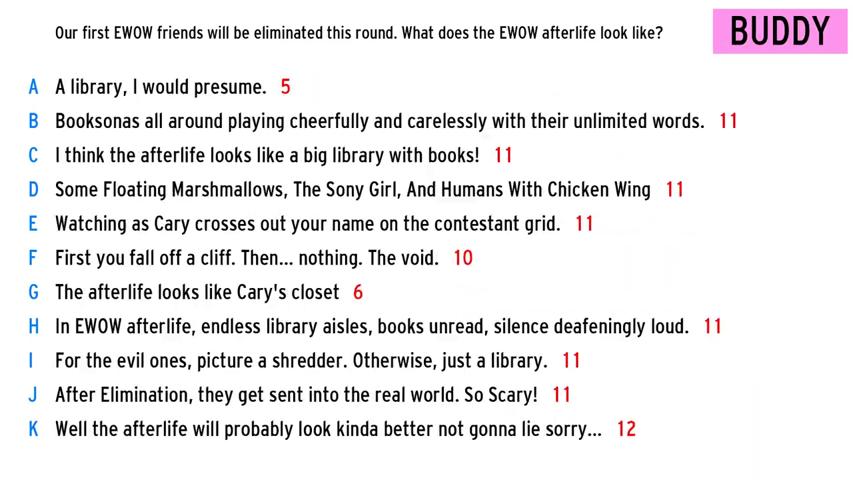 Our first EWOW friends will be eliminated this round. What does the EWOW afterlife look like?
BUDDY
A A library, I would presume. 5
B Booksonas all around playing cheerfully and carelessly with their unlimited words. 11
C I think the afterlife looks like a big library with books! 11
D Some Floating Marshmallows, The Sony Girl, And Humans With Chicken Wing 11
E Watching as Cary crosses out your name on the contestant grid. 11
F First you fall off a cliff. Then... nothing. The void. 10
G The afterlife looks like Cary's closet 6
H In EWOW afterlife, endless library aisles, books unread, silence deafeningly loud. 11
I For the evil ones, picture a shredder. Otherwise, just a library. 11
J After Elimination, they get sent into the real world. So Scary! 11
K Well the afterlife will probably look kinda better not gonna lie sorry... 12